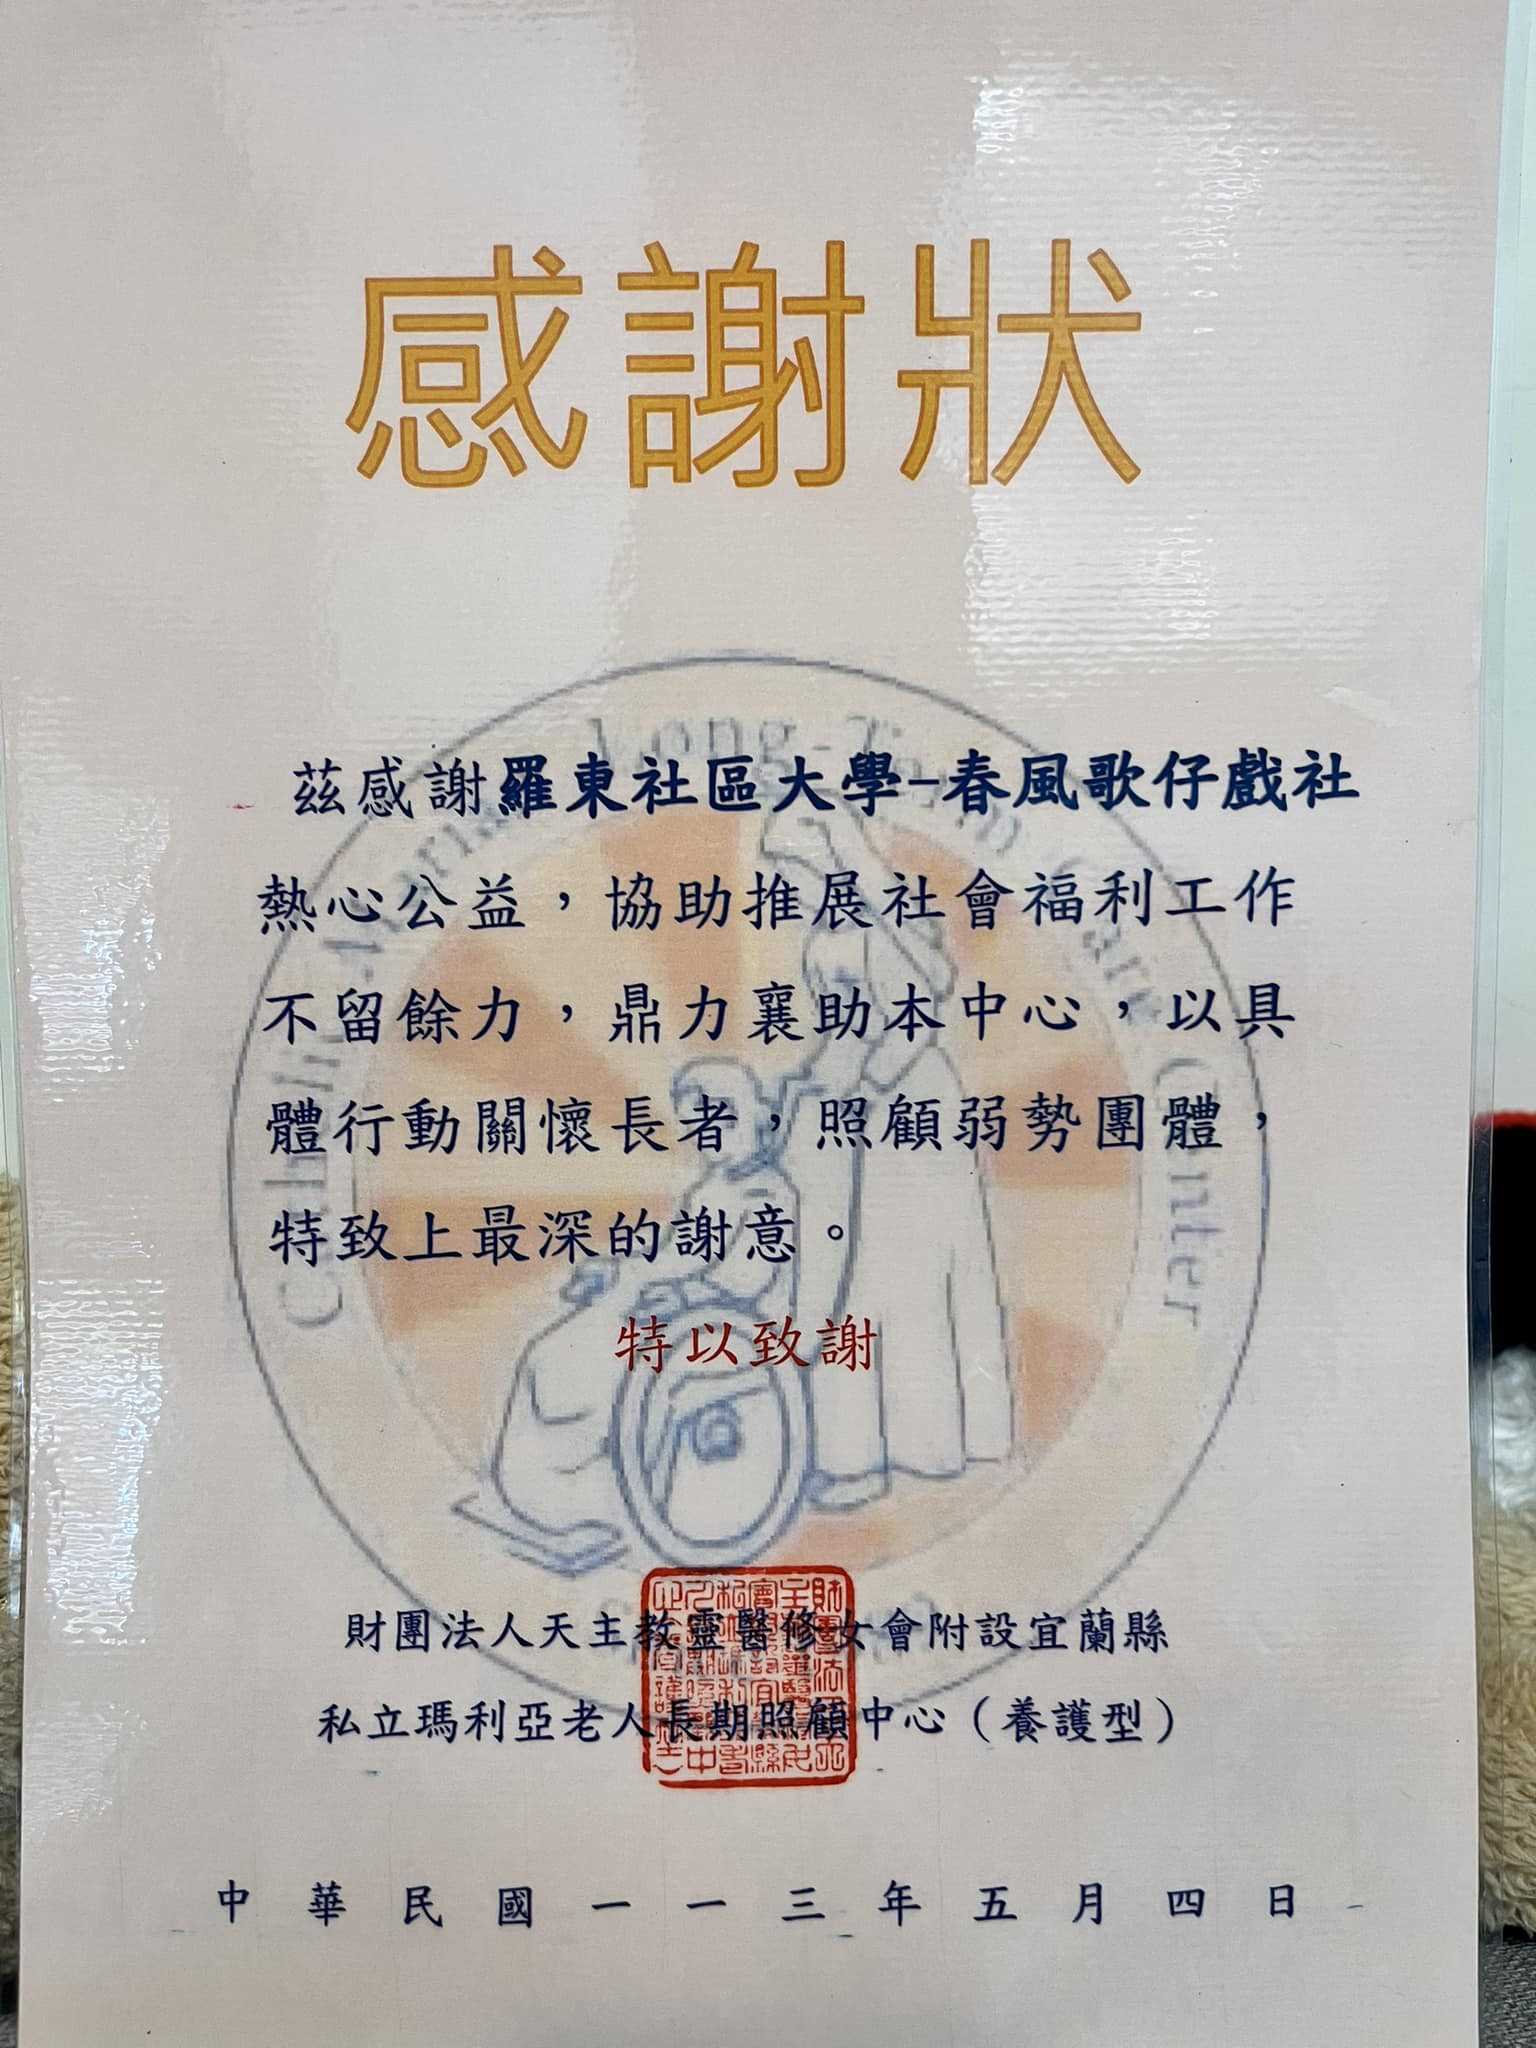 感謝狀
茲感謝羅東社區大學-春風歌仔戲社
熱心公益，協助推展社會福利工作
不留餘力，鼎力襄助本中心，以具
體行動關懷長者，照顧弱勢團體，
特致上最深的謝意。
特以致謝
財團法人天主教靈醫修女會附設宜蘭縣
私立瑪利亞老人長期照顧中心（養護型）
中華民國一一三年五月四日